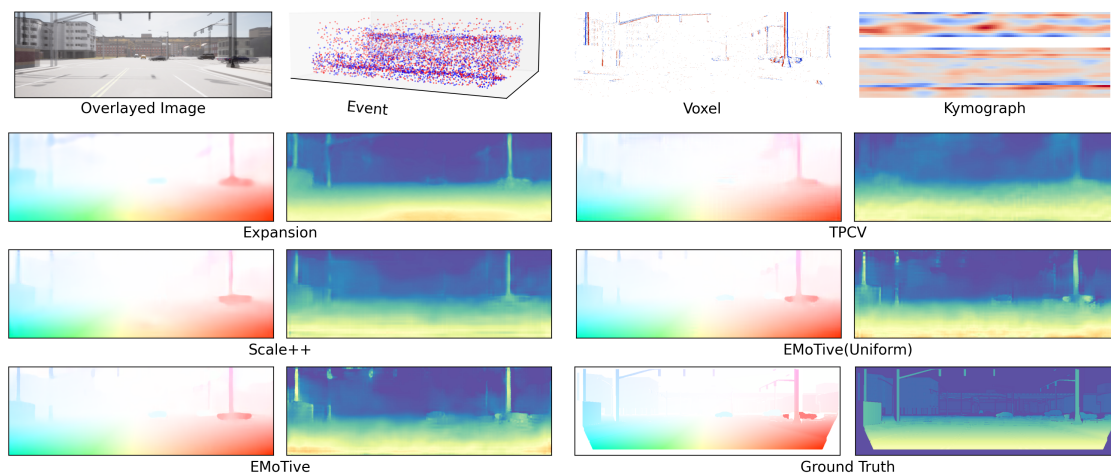 Overlayed Image
Event
Voxel
Kymograph
Expansion
TPCV
Scale++
EMoTive(Uniform)
EMoTive
Ground Truth